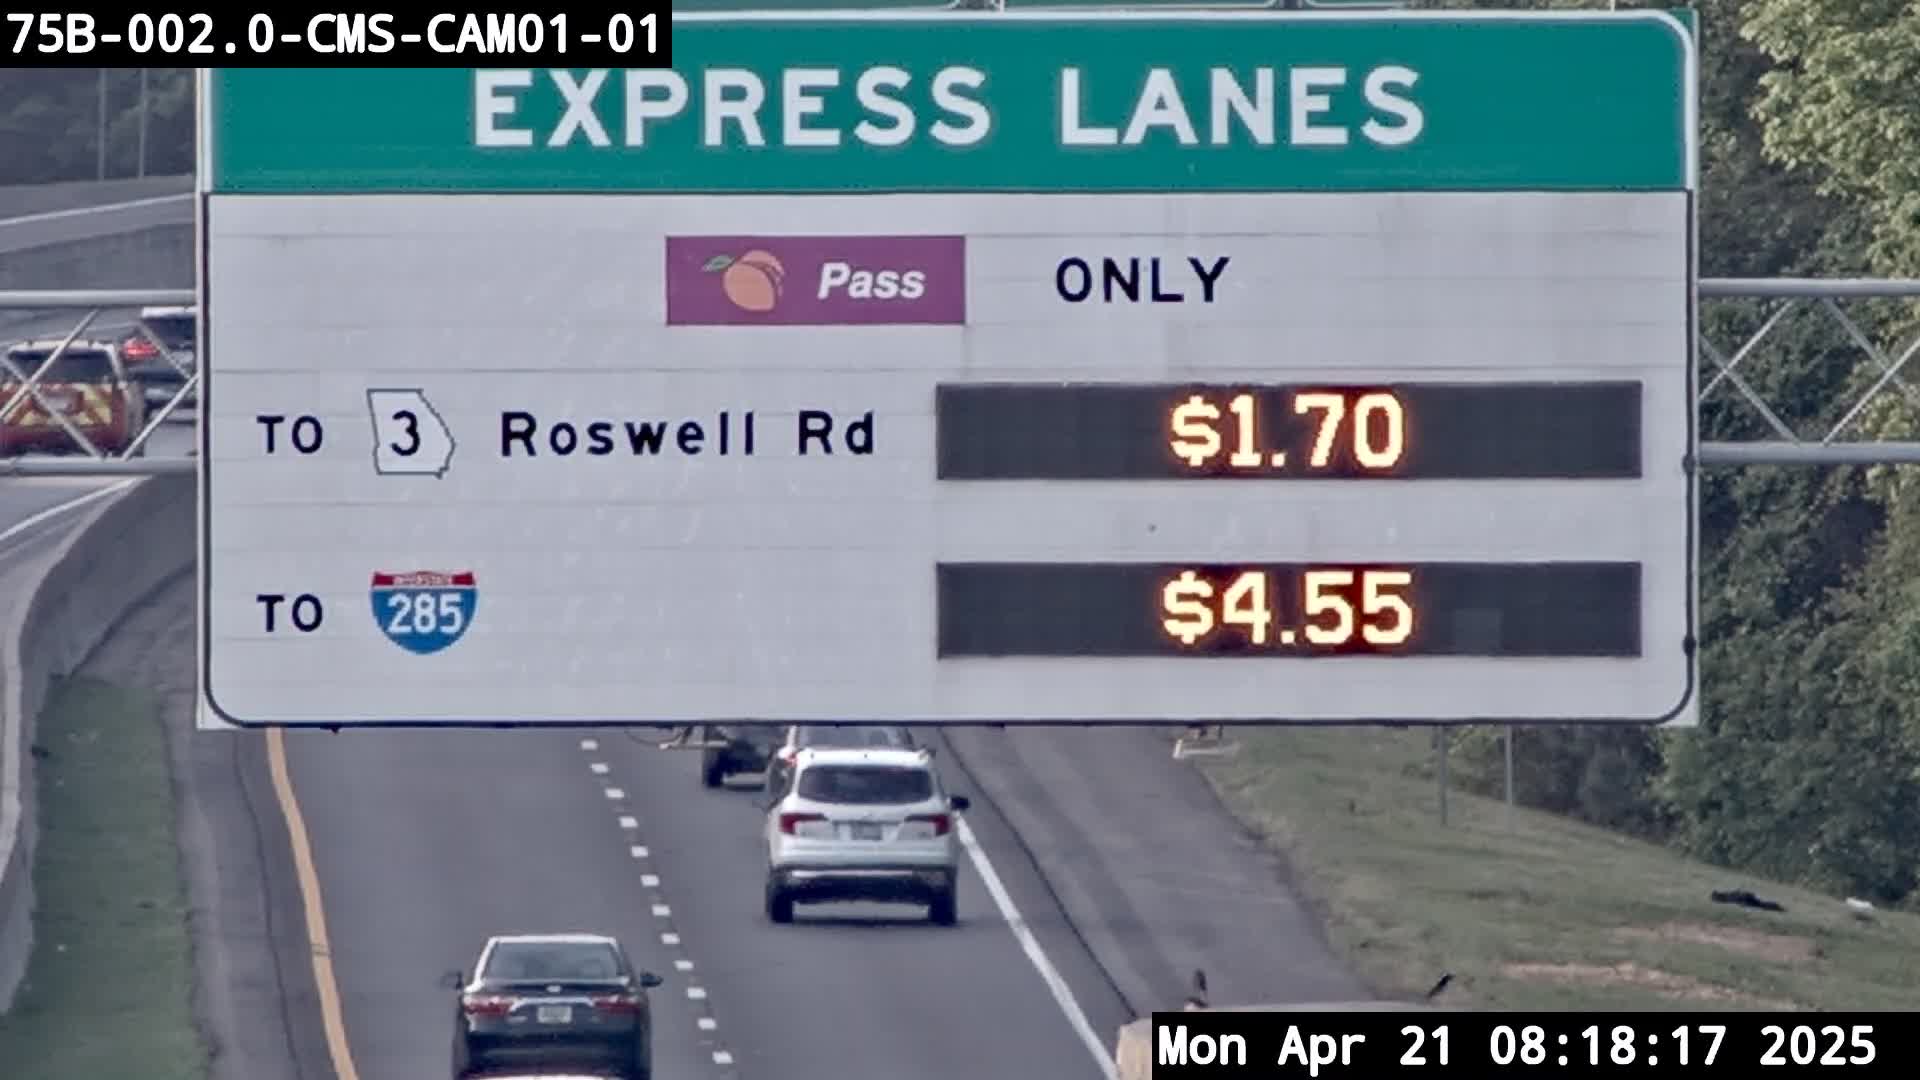 75B-002.0-CMS-CAM01-01
EXPRESS LANES
Pass ONLY
TO 3 Roswell Rd $1.70
INTERSTATE
TO 285 $4.55
Mon Apr 21 08:18:17 2025